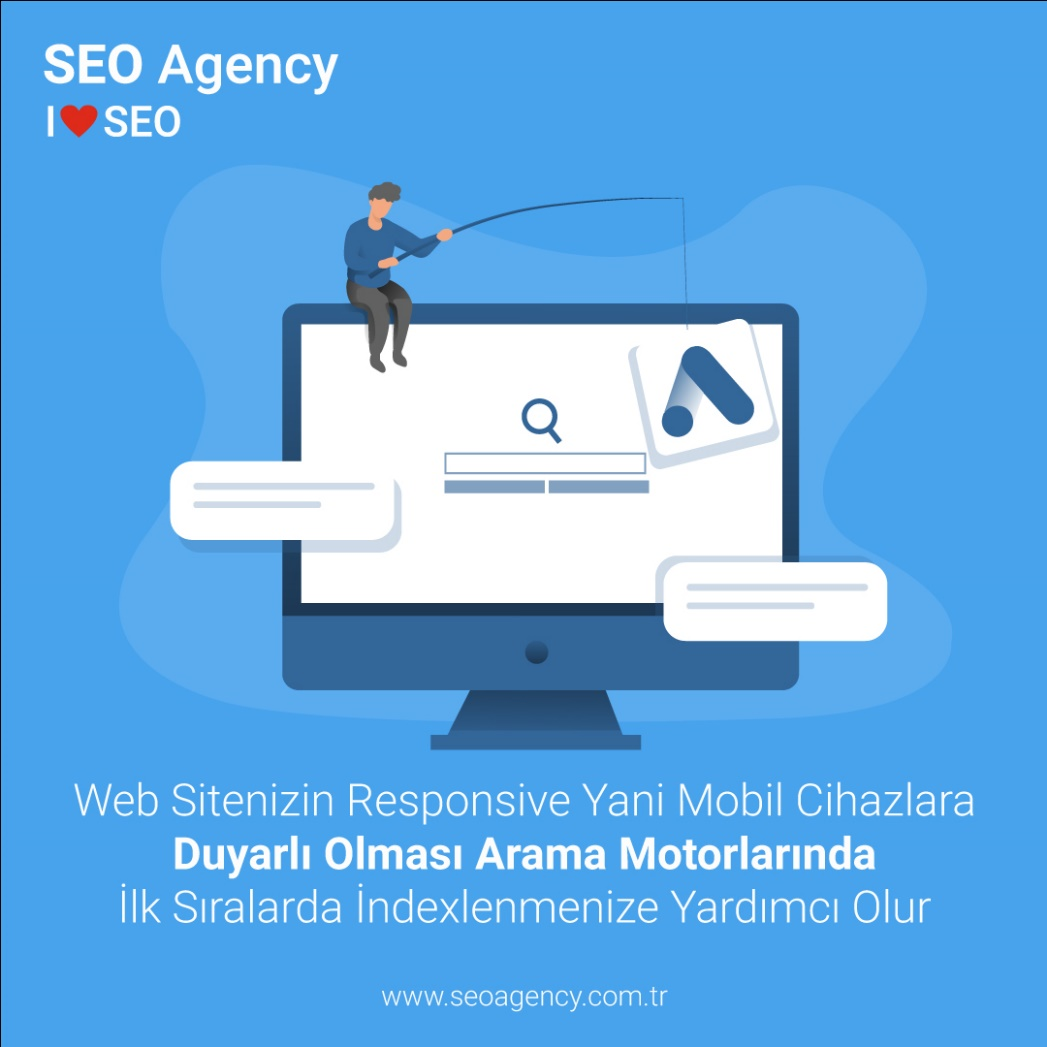 SEO Agency
I❤SEO
Web Sitenizin Responsive Yani Mobil Cihazlara
Duyarlı Olması Arama Motorlarında
İlk Sıralarda İndexlenmenize Yardımcı Olur
www.seoagency.com.tr